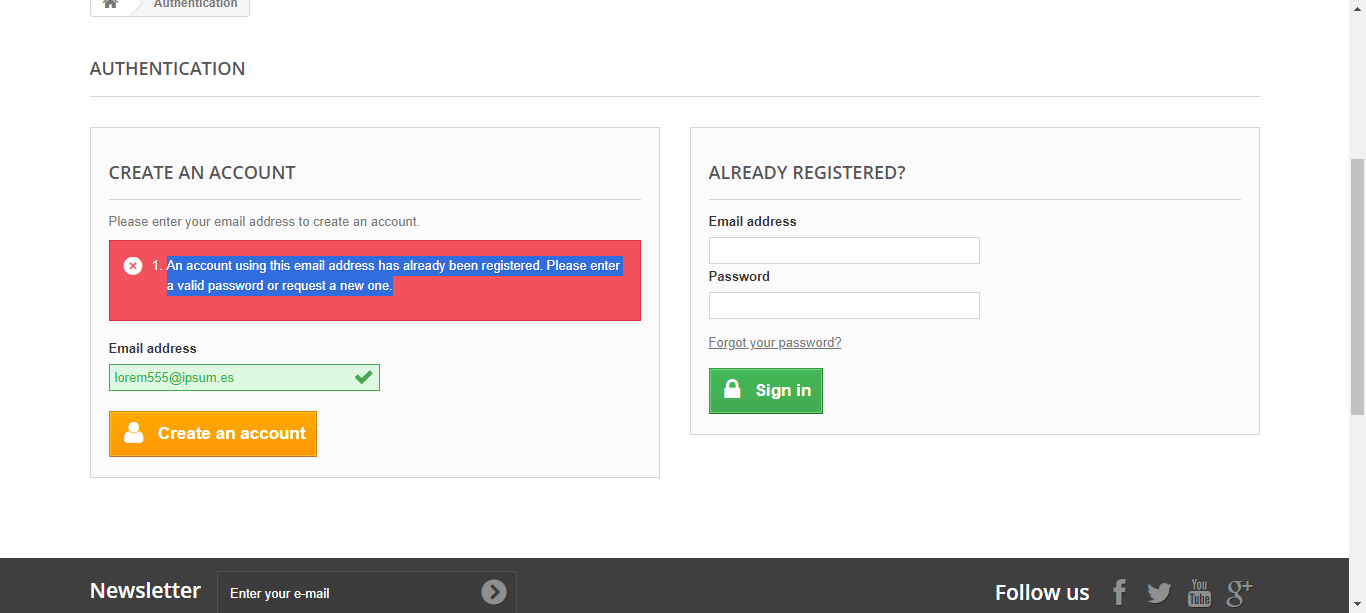 Authentication
AUTHENTICATION
CREATE AN ACCOUNT
Please enter your email address to create an account.
1. An account using this email address has already been registered. Please enter
a valid password or request a new one.
Email address
lorem555@ipsum.es
Create an account
ALREADY REGISTERED?
Email address
Password
Forgot your password?
Sign in
Newsletter
Enter your e-mail
Follow us
You
Tube
g+